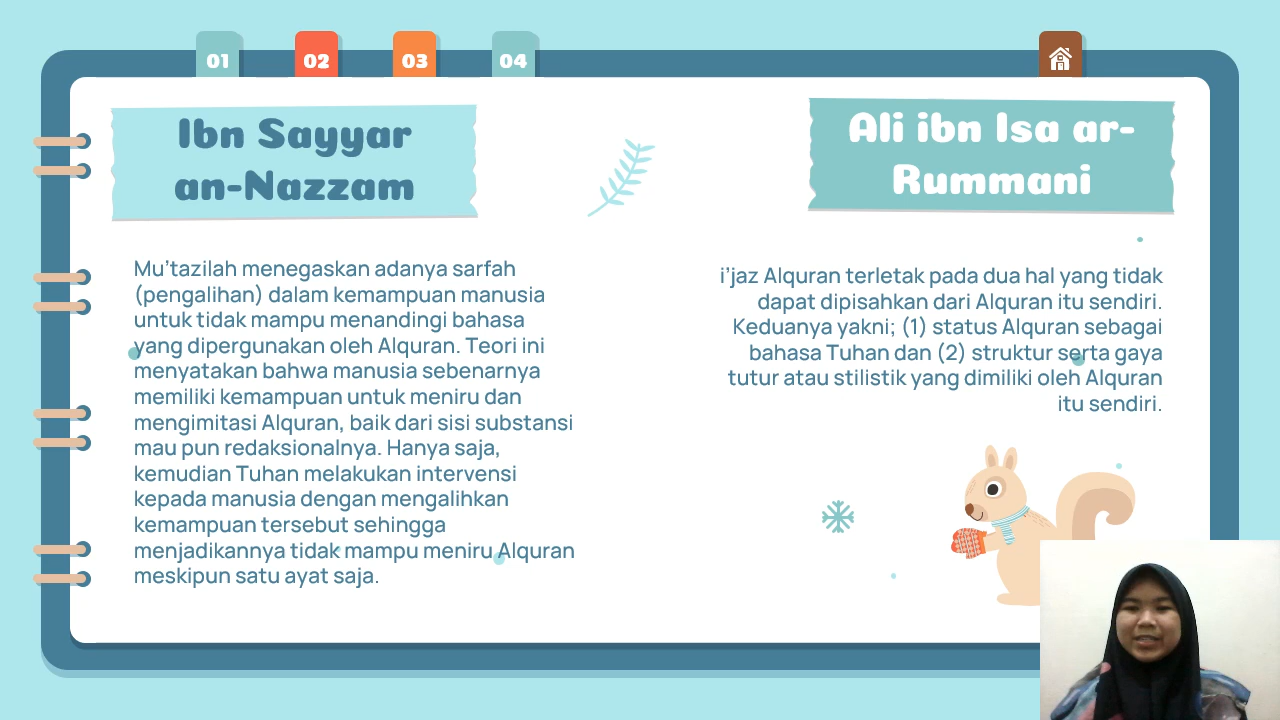 01
02
03
04
Ibn Sayyar
an-Nazzam
Mu'tazilah menegaskan adanya sarfah
(pengalihan) dalam kemampuan manusia
untuk tidak mampu menandingi bahasa
yang dipergunakan oleh Alquran. Teori ini
menyatakan bahwa manusia sebenarnya
memiliki kemampuan untuk meniru dan
mengimitasi Alquran, baik dari sisi substansi
mau pun redaksionalnya. Hanya saja,
kemudian Tuhan melakukan intervensi
kepada manusia dengan mengalihkan
kemampuan tersebut sehingga
menjadikannya tidak mampu meniru Alquran
meskipun satu ayat saja.
Ali ibn Isa ar-
Rummani
i'jaz Alquran terletak pada dua hal yang tidak
dapat dipisahkan dari Alquran itu sendiri.
Keduanya yakni; (1) status Alquran sebagai
bahasa Tuhan dan (2) struktur serta gaya
tutur atau stilistik yang dimiliki oleh Alquran
itu sendiri.